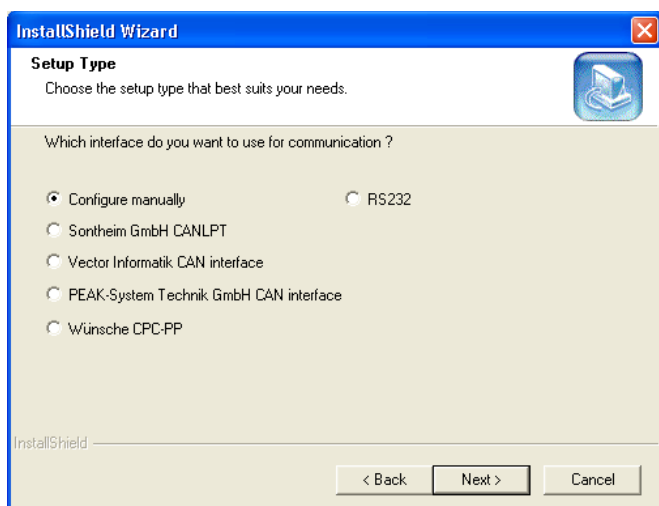 InstallShield Wizard
Setup Type
Choose the setup type that best suits your needs.
Which interface do you want to use for communication ?
Configure manually
RS232
Sontheim GmbH CANLPT
Vector Informatik CAN interface
PEAK-System Technik GmbH CAN interface
Wünsche CPC-PP
InstallShield
< Back
Next >
Cancel